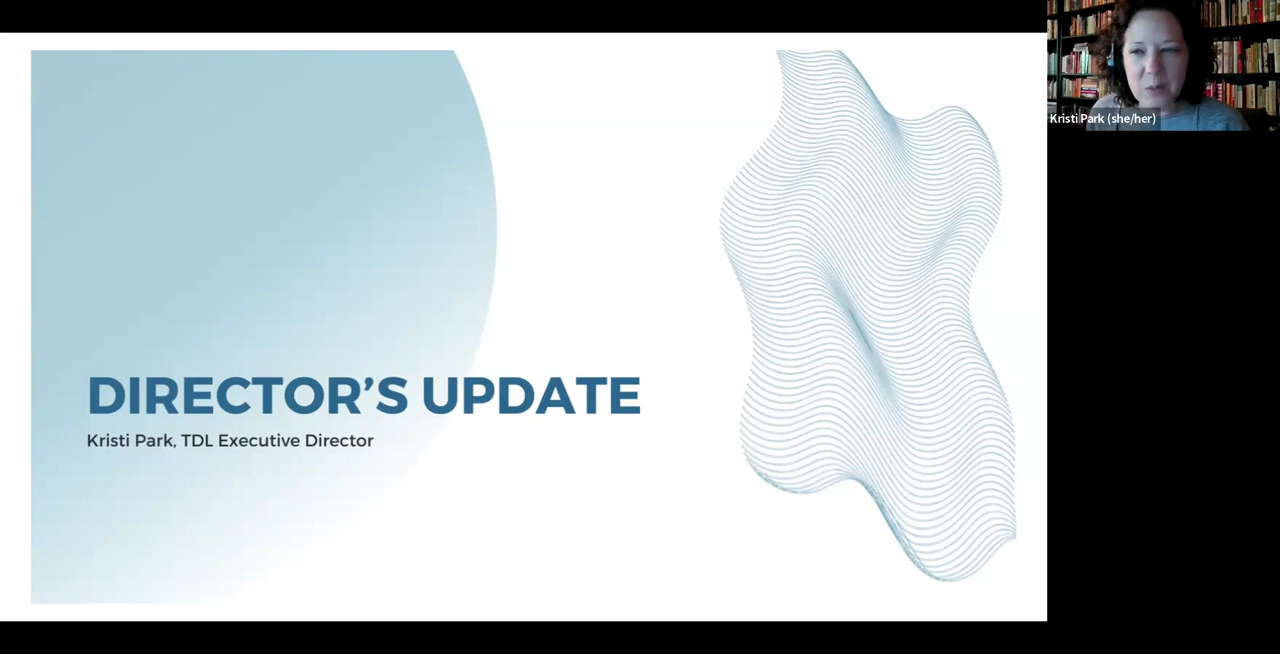 Kristi Park (she/her)
DIRECTOR’S UPDATE
Kristi Park, TDL Executive Director